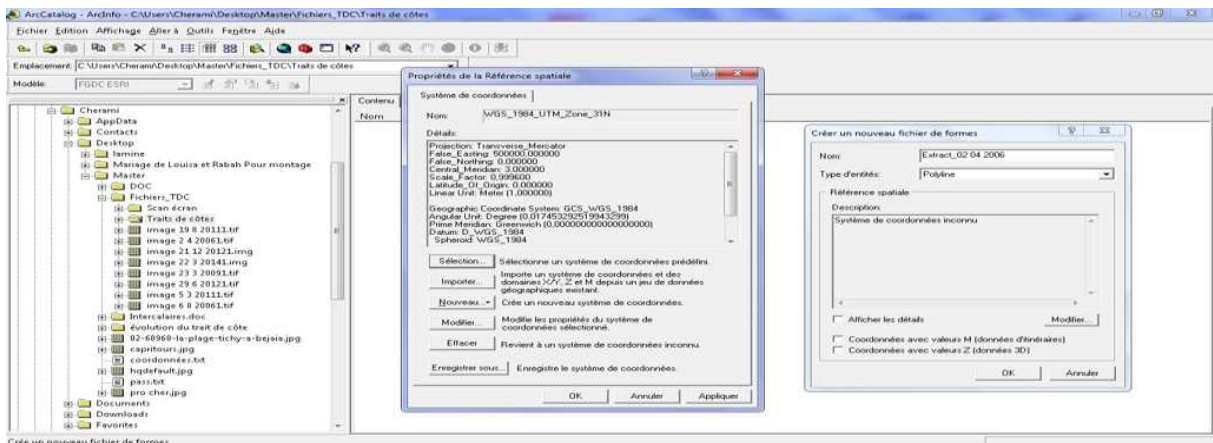 ArcCatalog - ArcInfo - C:\Users\Cherami\Desktop\Master\Fichiers_TDC\Traits de côtes
Fichier Edition Affichage Aller à Outils Fenêtre Aide
Emplacement: C:\Users\Cherami\Desktop\Master\Fichiers_TDC\Traits de côtes
Modèle: FGDC ESRI
Cherami
AppData
Contacts
Desktop
lamine
Mariage de Louisa et Rabah Pour montage
Master
DOC
Fichiers_TDC
Scan écran
Traits de côtes
image 19 8 20111.tif
image 2 4 20061.tif
image 21 12 20121.img
image 22 3 20141.img
image 23 3 20091.tif
image 29 6 20121.tif
image 5 3 20111.tif
image 6 8 20061.tif
Intercalaires.doc
évolution du trait de côte
02-60960-la-plage-tichy-a-bejaia.jpg
capritours.jpg
coordonnées.txt
hqdefault.jpg
pass.txt
pro cher.jpg
Documents
Downloads
Favorites
Contenu
Nom
Propriétés de la Référence spatiale
Système de coordonnées
Nom: WGS_1984_UTM_Zone_31N
Détails:
Projection: Transverse_Mercator
False_Easting: 500000,000000
False_Northing: 0,000000
Central_Meridian: 3,000000
Scale_Factor: 0,999600
Latitude_Of_Origin: 0,000000
Linear Unit: Meter (1,000000)
Geographic Coordinate System: GCS_WGS_1984
Angular Unit: Degree (0,017453292519943299)
Prime Meridian: Greenwich (0,000000000000000000)
Datum: D_WGS_1984
Spheroid: WGS_1984
Sélection... Sélectionne un système de coordonnées prédéfini.
Importer... Importe un système de coordonnées et des
domaines X/Y, Z et M depuis un jeu de données
géographiques existant.
Nouveau... Crée un nouveau système de coordonnées.
Modifier... Modifie les propriétés du système de
coordonnées sélectionné.
Effacer Revient à un système de coordonnées inconnu.
Enregistrer sous... Enregistre le système de coordonnées.
OK Annuler Appliquer
Créer un nouveau fichier de formes
Nom: Extract_02 04 2006
Type d'entités: Polyline
Référence spatiale
Description:
Système de coordonnées inconnu
Afficher les détails Modifier...
Coordonnées avec valeurs M (données d'itinéraires)
Coordonnées avec valeurs Z (données 3D)
OK Annuler
Crée un nouveau fichier de formes